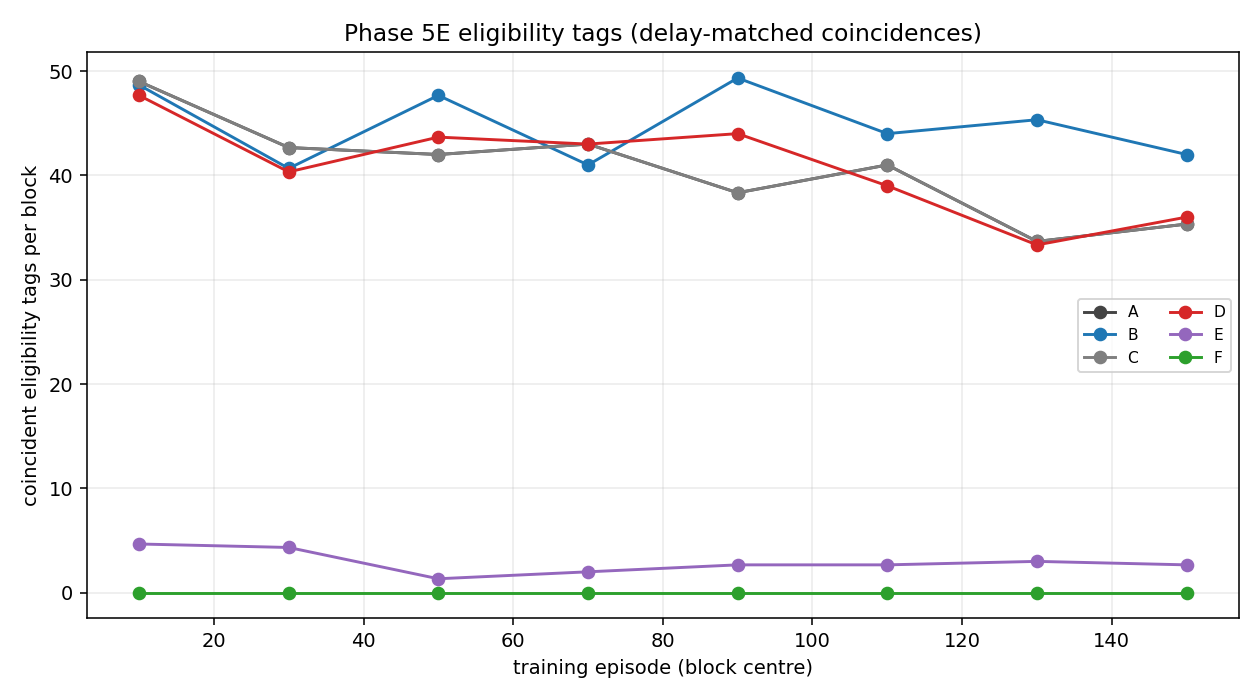 Phase 5E eligibility tags (delay-matched coincidences)
coincident eligibility tags per block
50
40
30
20
10
0
A D
B E
C F
20 40 60 80 100 120 140
training episode (block centre)